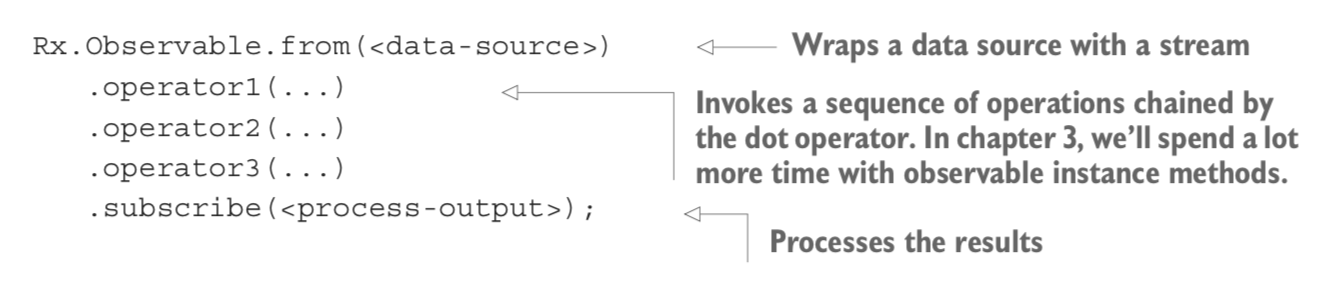 Rx.Observable.from(<data-source>)
Wraps a data source with a stream
.operator1(...)
.operator2(...)
.operator3(...)
Invokes a sequence of operations chained by
the dot operator. In chapter 3, we’ll spend a lot
more time with observable instance methods.
.subscribe(<process-output>);
Processes the results